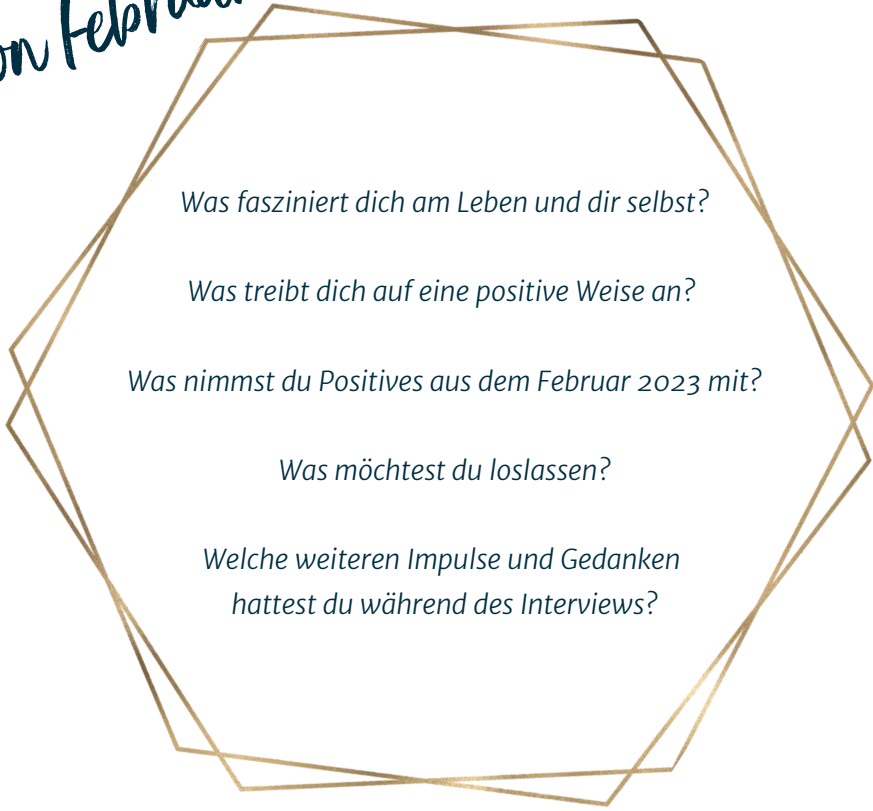 Was fasziniert dich am Leben und dir selbst?
Was treibt dich auf eine positive Weise an?
Was nimmst du Positives aus dem Februar 2023 mit?
Was möchtest du loslassen?
Welche weiteren Impulse und Gedanken
hattest du während des Interviews?